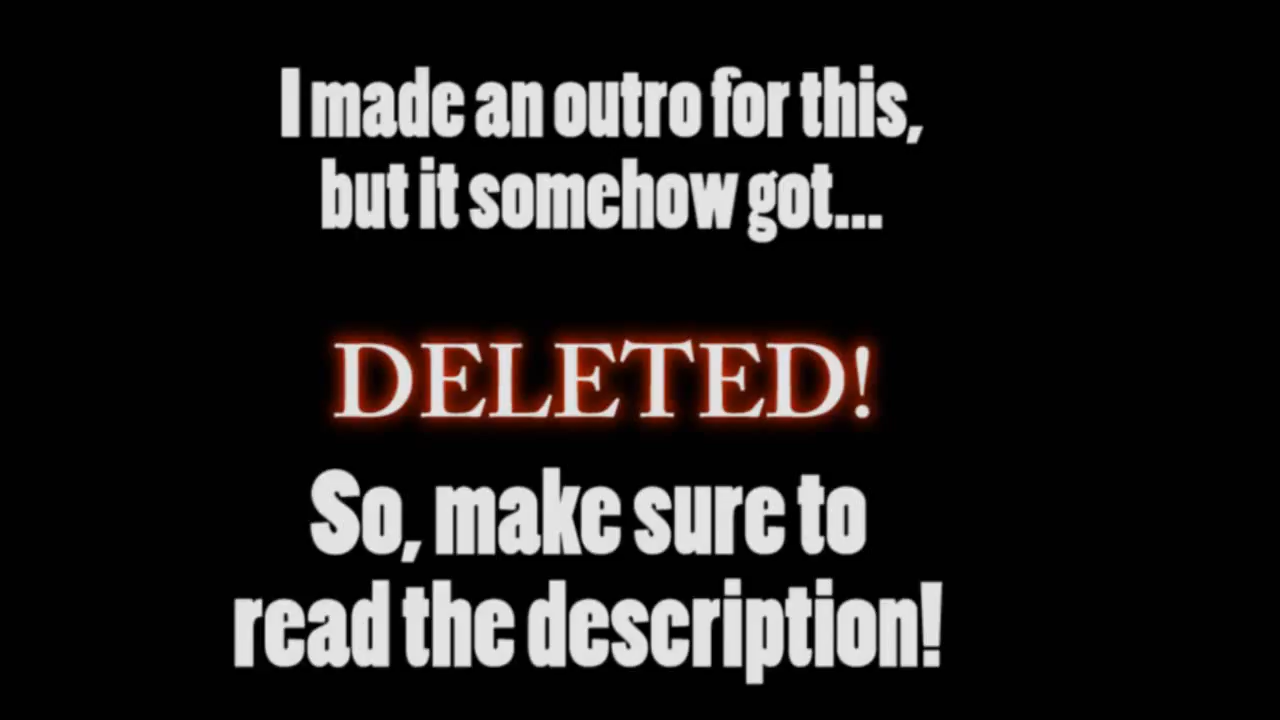 I made an outro for this,
but it somehow got...
DELETED!
So, make sure to
read the description!